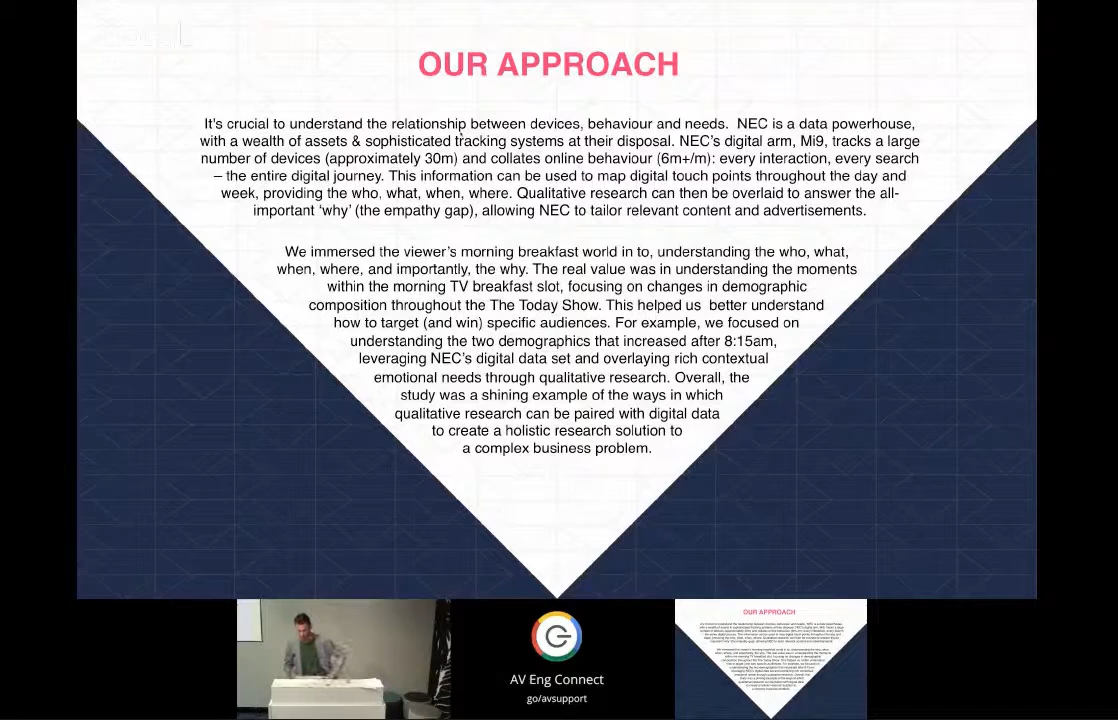 OUR APPROACH
It's crucial to understand the relationship between devices, behaviour and needs. NEC is a data powerhouse,
with a wealth of assets & sophisticated tracking systems at their disposal. NEC's digital arm, Mi9, tracks a large
number of devices (approximately 30m) and collates online behaviour (6m+/m): every interaction, every search
– the entire digital journey. This information can be used to map digital touch points throughout the day and
week, providing the who, what, when, where. Qualitative research can then be overlaid to answer the all-
important 'why' (the empathy gap), allowing NEC to tailor relevant content and advertisements.
We immersed the viewer's morning breakfast world in to, understanding the who, what,
when, where, and importantly, the why. The real value was in understanding the moments
within the morning TV breakfast slot, focusing on changes in demographic
composition throughout the The Today Show. This helped us better understand
how to target (and win) specific audiences. For example, we focused on
understanding the two demographics that increased after 8:15am,
leveraging NEC's digital data set and overlaying rich contextual
emotional needs through qualitative research. Overall, the
study was a shining example of the ways in which
qualitative research can be paired with digital data
to create a holistic research solution to
a complex business problem.
AV Eng Connect
go/avsupport
OUR APPROACH